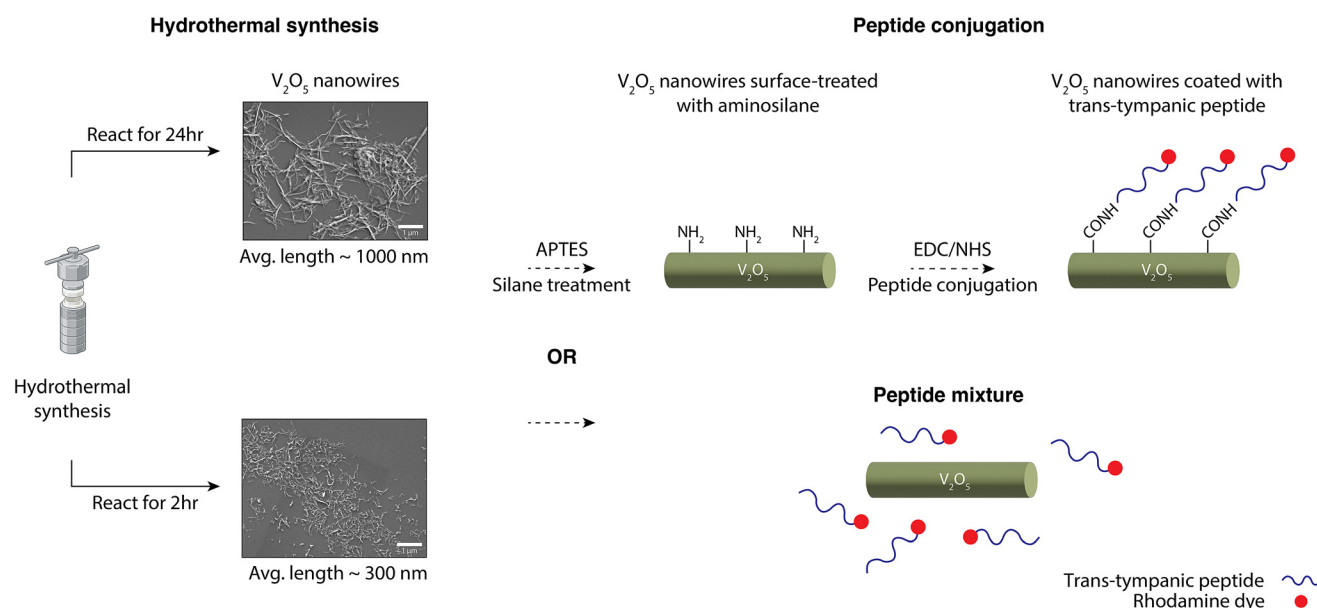 Hydrothermal synthesis
Peptide conjugation
V₂O₅ nanowires
React for 24hr
1 μm
Avg. length ~ 1000 nm
V₂O₅ nanowires surface-treated
with aminosilane
V₂O₅ nanowires coated with
trans-tympanic peptide
APTES
Silane treatment
NH₂ NH₂ NH₂
V₂O₅
EDC/NHS
Peptide conjugation
CONH CONH CONH
V₂O₅
Hydrothermal
synthesis
OR
React for 2hr
1 μm
Avg. length ~ 300 nm
Peptide mixture
V₂O₅
Trans-tympanic peptide
Rhodamine dye